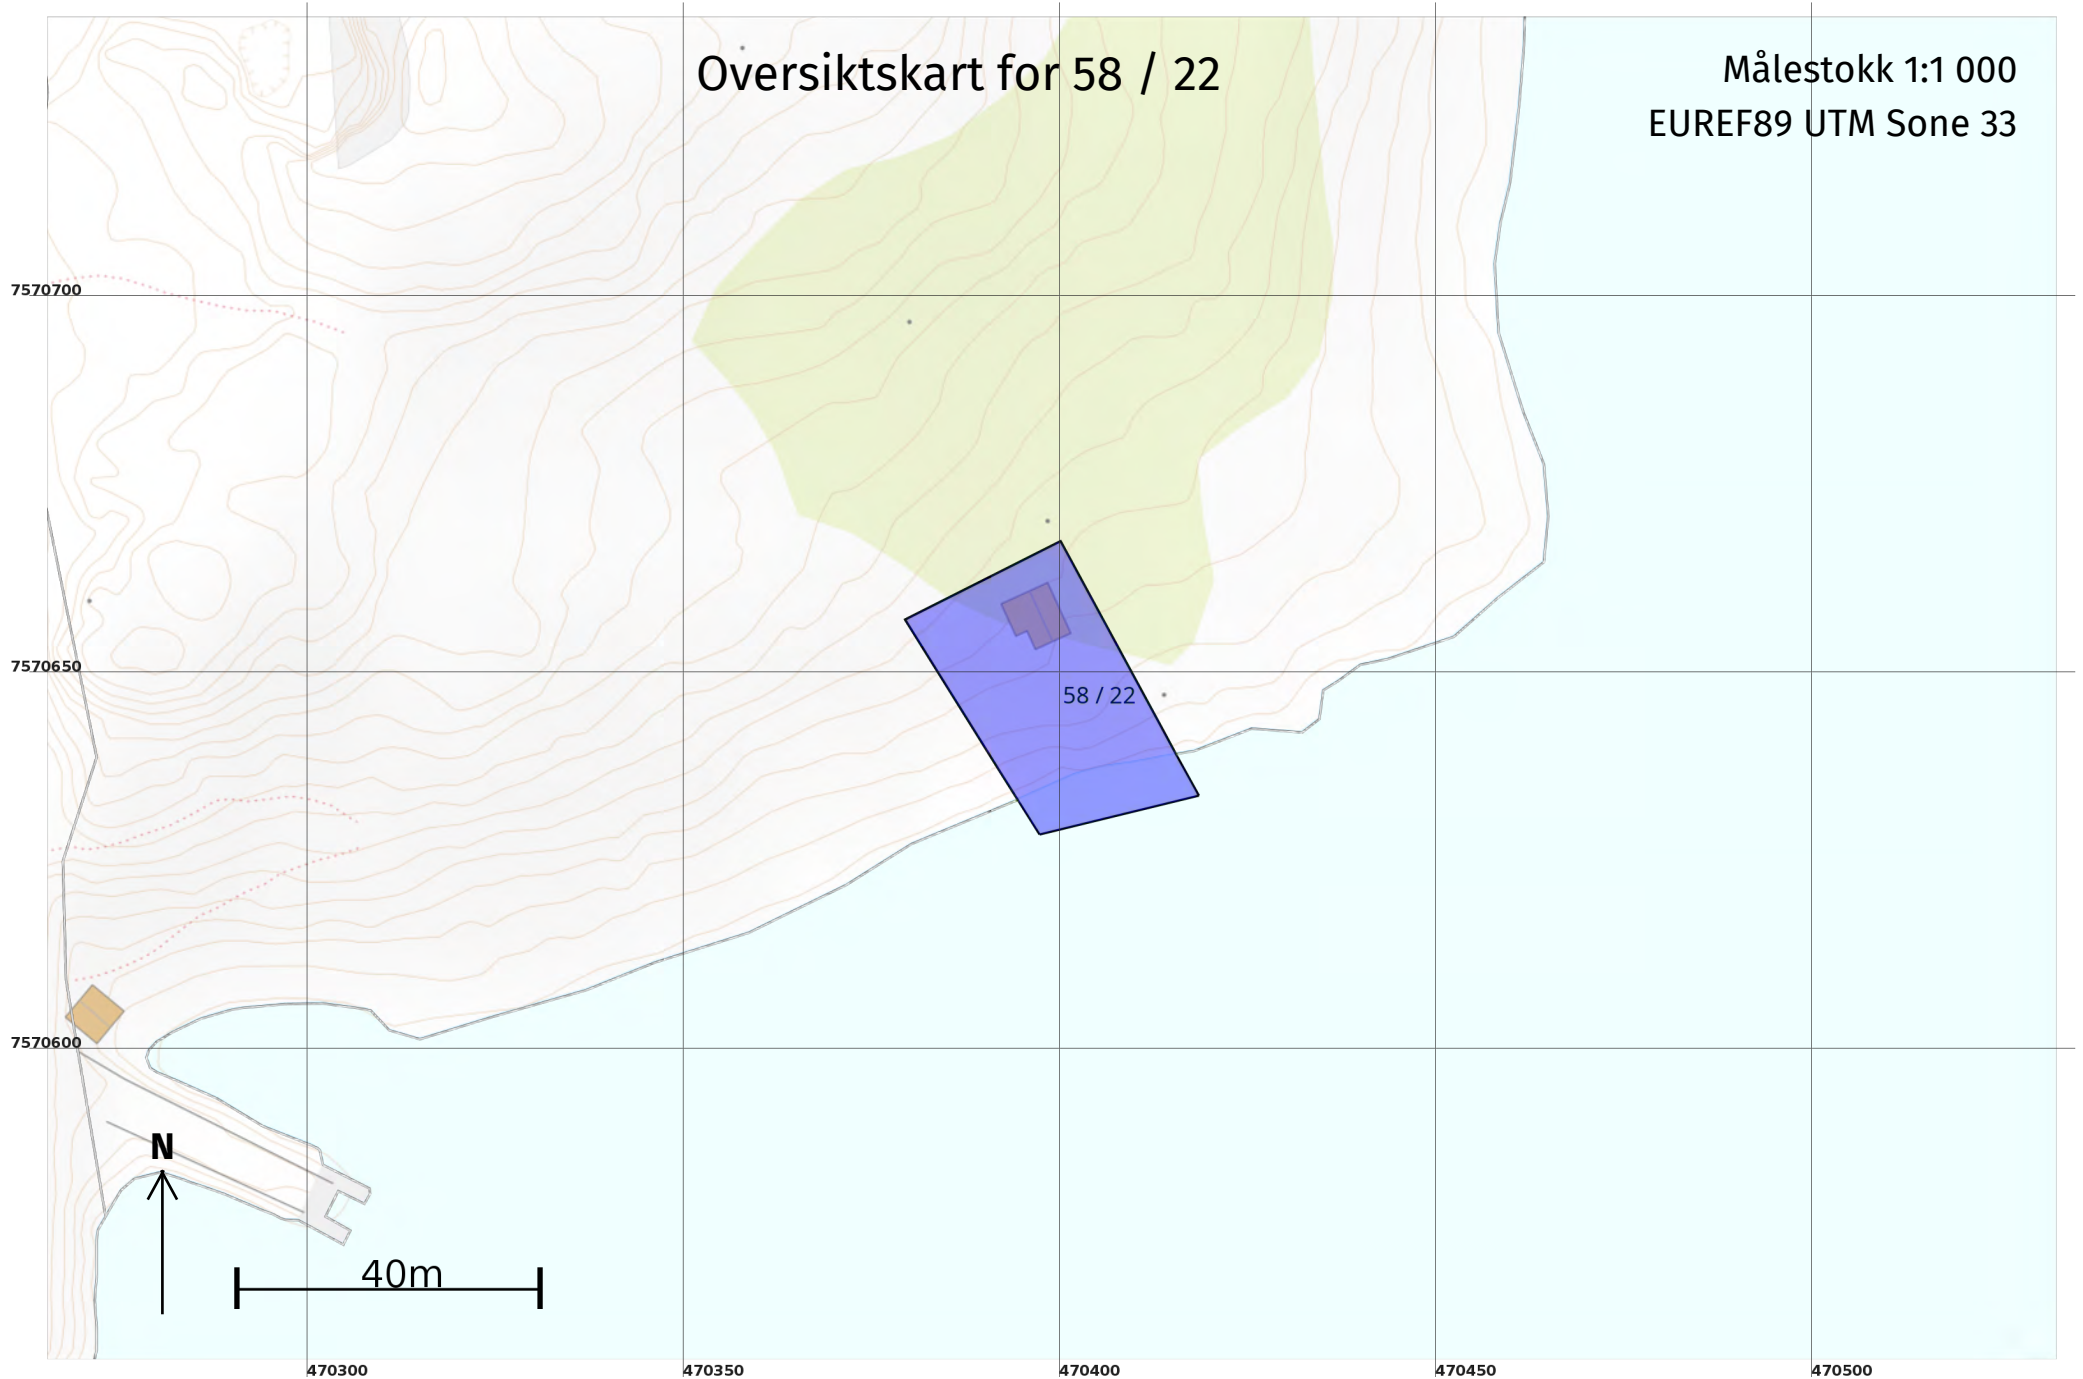 Oversiktskart for 58 / 22
Målestokk 1:1 000
EUREF89 UTM Sone 33
7570700
7570650
58 / 22
7570600
N
40m
470300
470350
470400
470450
470500